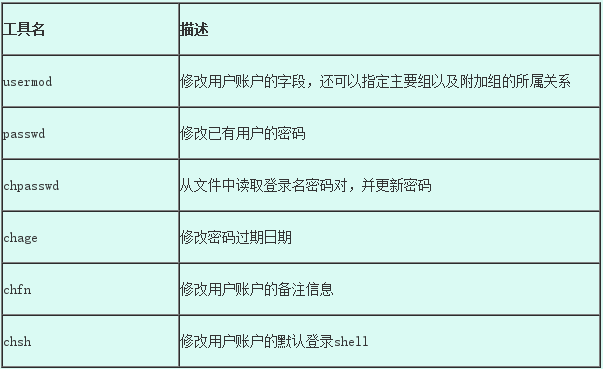 工具名 描述
usermod 修改用户账户的字段，还可以指定主要组以及附加组的所属关系
passwd 修改已有用户的密码
chpasswd 从文件中读取登录名密码对，并更新密码
chage 修改密码过期日期
chfn 修改用户账户的备注信息
chsh 修改用户账户的默认登录shell